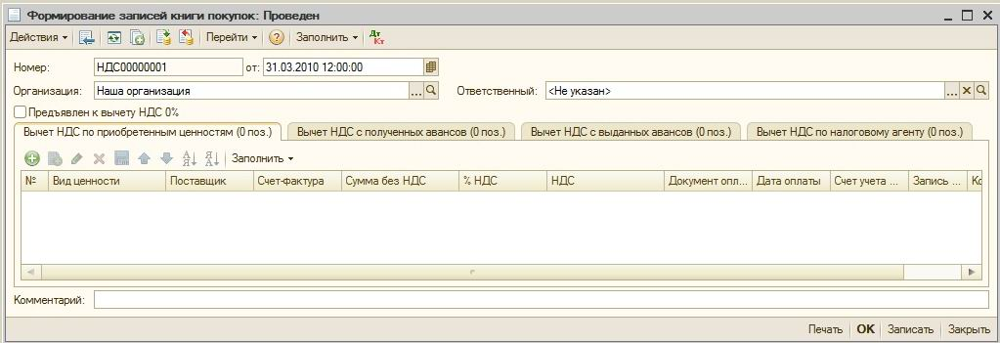 Формирование записей книги покупок: Проведен
Действия Перейти Заполнить Дт Кт
Номер: НДС00000001 от: 31.03.2010 12:00:00
Организация: Наша организация ... Ответственный: <Не указан> ...
Предъявлен к вычету НДС 0%
Вычет НДС по приобретенным ценностям (0 поз.) Вычет НДС с полученных авансов (0 поз.) Вычет НДС с выданных авансов (0 поз.) Вычет НДС по налоговому агенту (0 поз.)
Заполнить
№ Вид ценности Поставщик Счет-фактура Сумма без НДС % НДС НДС Документ опл... Дата оплаты Счет учета ... Запись ... Ко
Комментарий:
Печать OK Записать Закрыть